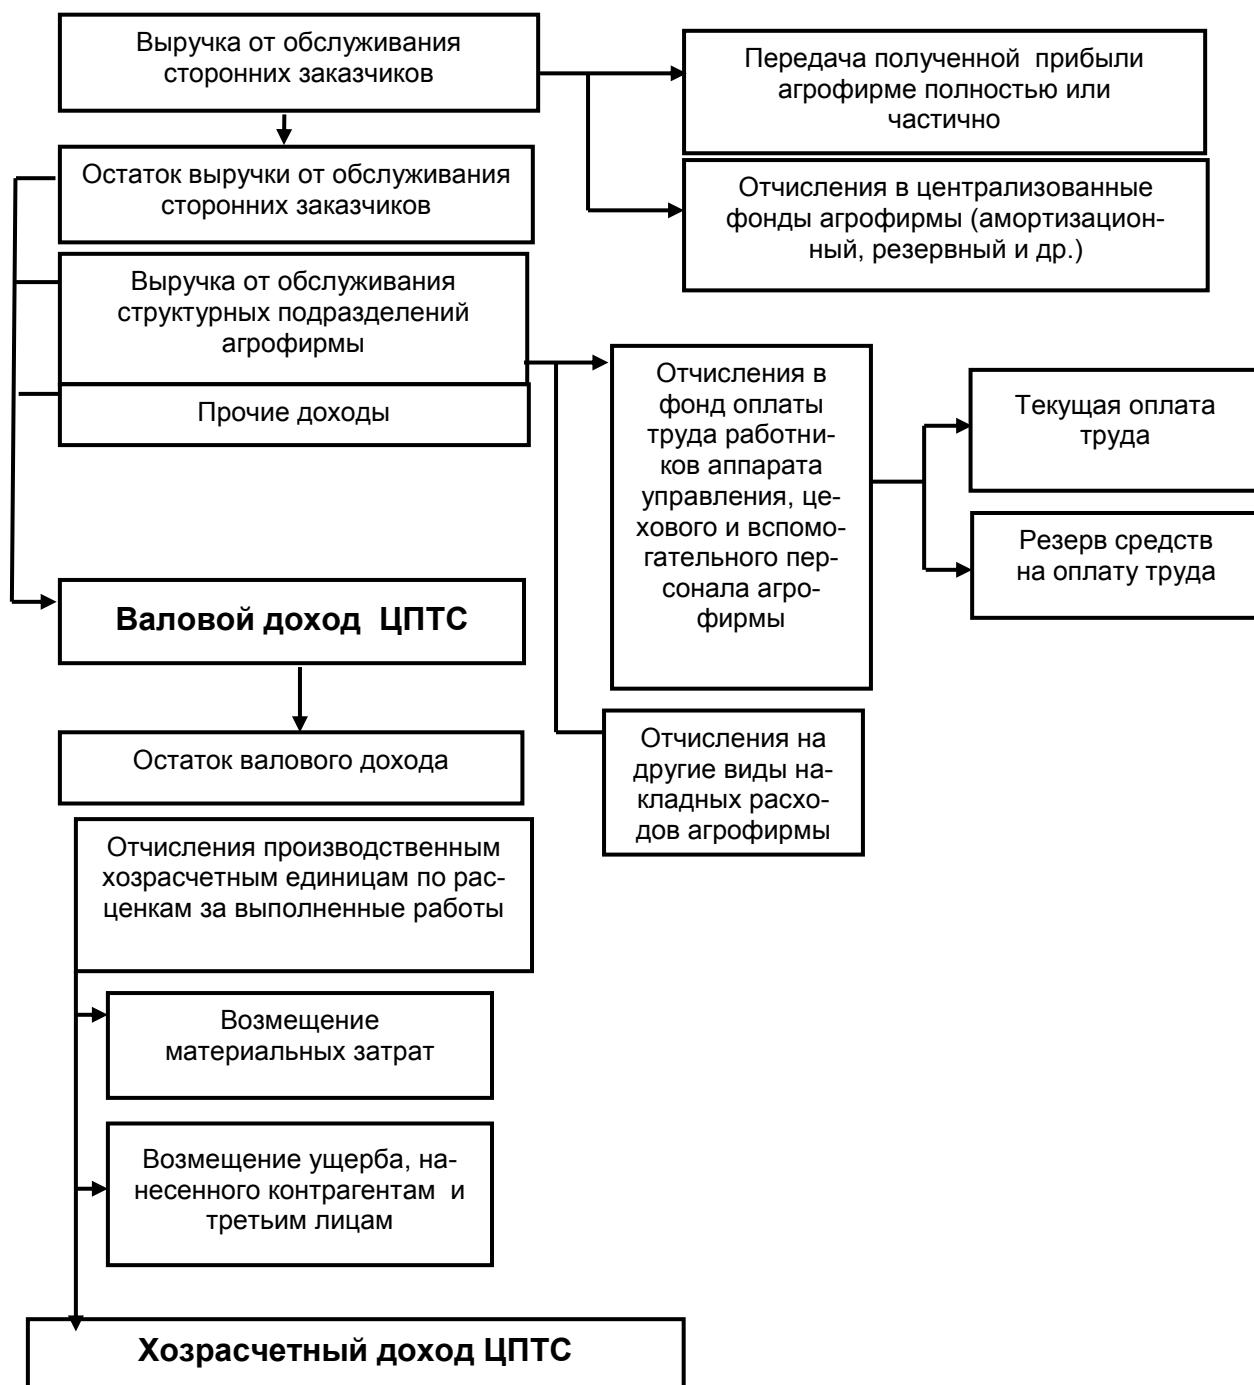 Выручка от обслуживания
сторонних заказчиков
Передача полученной  прибыли
агрофирме полностью или
частично
Остаток выручки от обслуживания
сторонних заказчиков
Отчисления в централизованные
фонды агрофирмы (амортизацион-
ный, резервный и др.)
Выручка от обслуживания
структурных подразделений
агрофирмы
Прочие доходы
Отчисления в
фонд оплаты
труда работни-
ков аппарата
управления, це-
хового и вспомо-
гательного пер-
сонала агро-
фирмы
Текущая оплата
труда
Резерв средств
на оплату труда
Валовой доход  ЦПТС
Остаток валового дохода
Отчисления на
другие виды на-
кладных расхо-
дов агрофирмы
Отчисления производственным
хозрасчетным единицам по рас-
ценкам за выполненные работы
Возмещение
материальных затрат
Возмещение ущерба, на-
несенного контрагентам  и
третьим лицам
Хозрасчетный доход ЦПТС